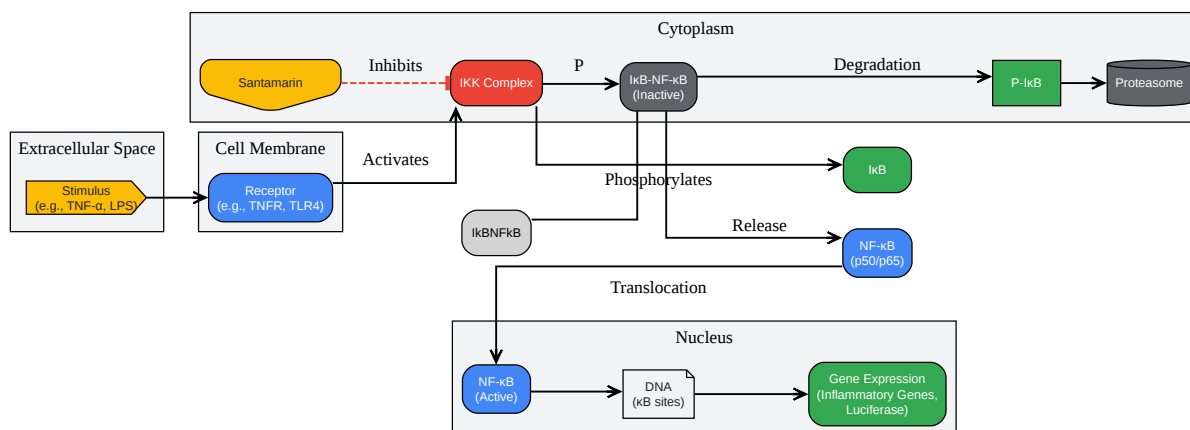 Cytoplasm
Santamarin
Inhibits
IKK Complex
P
IκB-NF-κB
(Inactive)
Degradation
P-IκB
Proteasome
Extracellular Space
Stimulus
(e.g., TNF-α, LPS)
Cell Membrane
Receptor
(e.g., TNFR, TLR4)
Activates
Phosphorylates
IκB
IkBNFkB
Release
NF-κB
(p50/p65)
Translocation
Nucleus
NF-κB
(Active)
DNA
(κB sites)
Gene Expression
(Inflammatory Genes,
Luciferase)